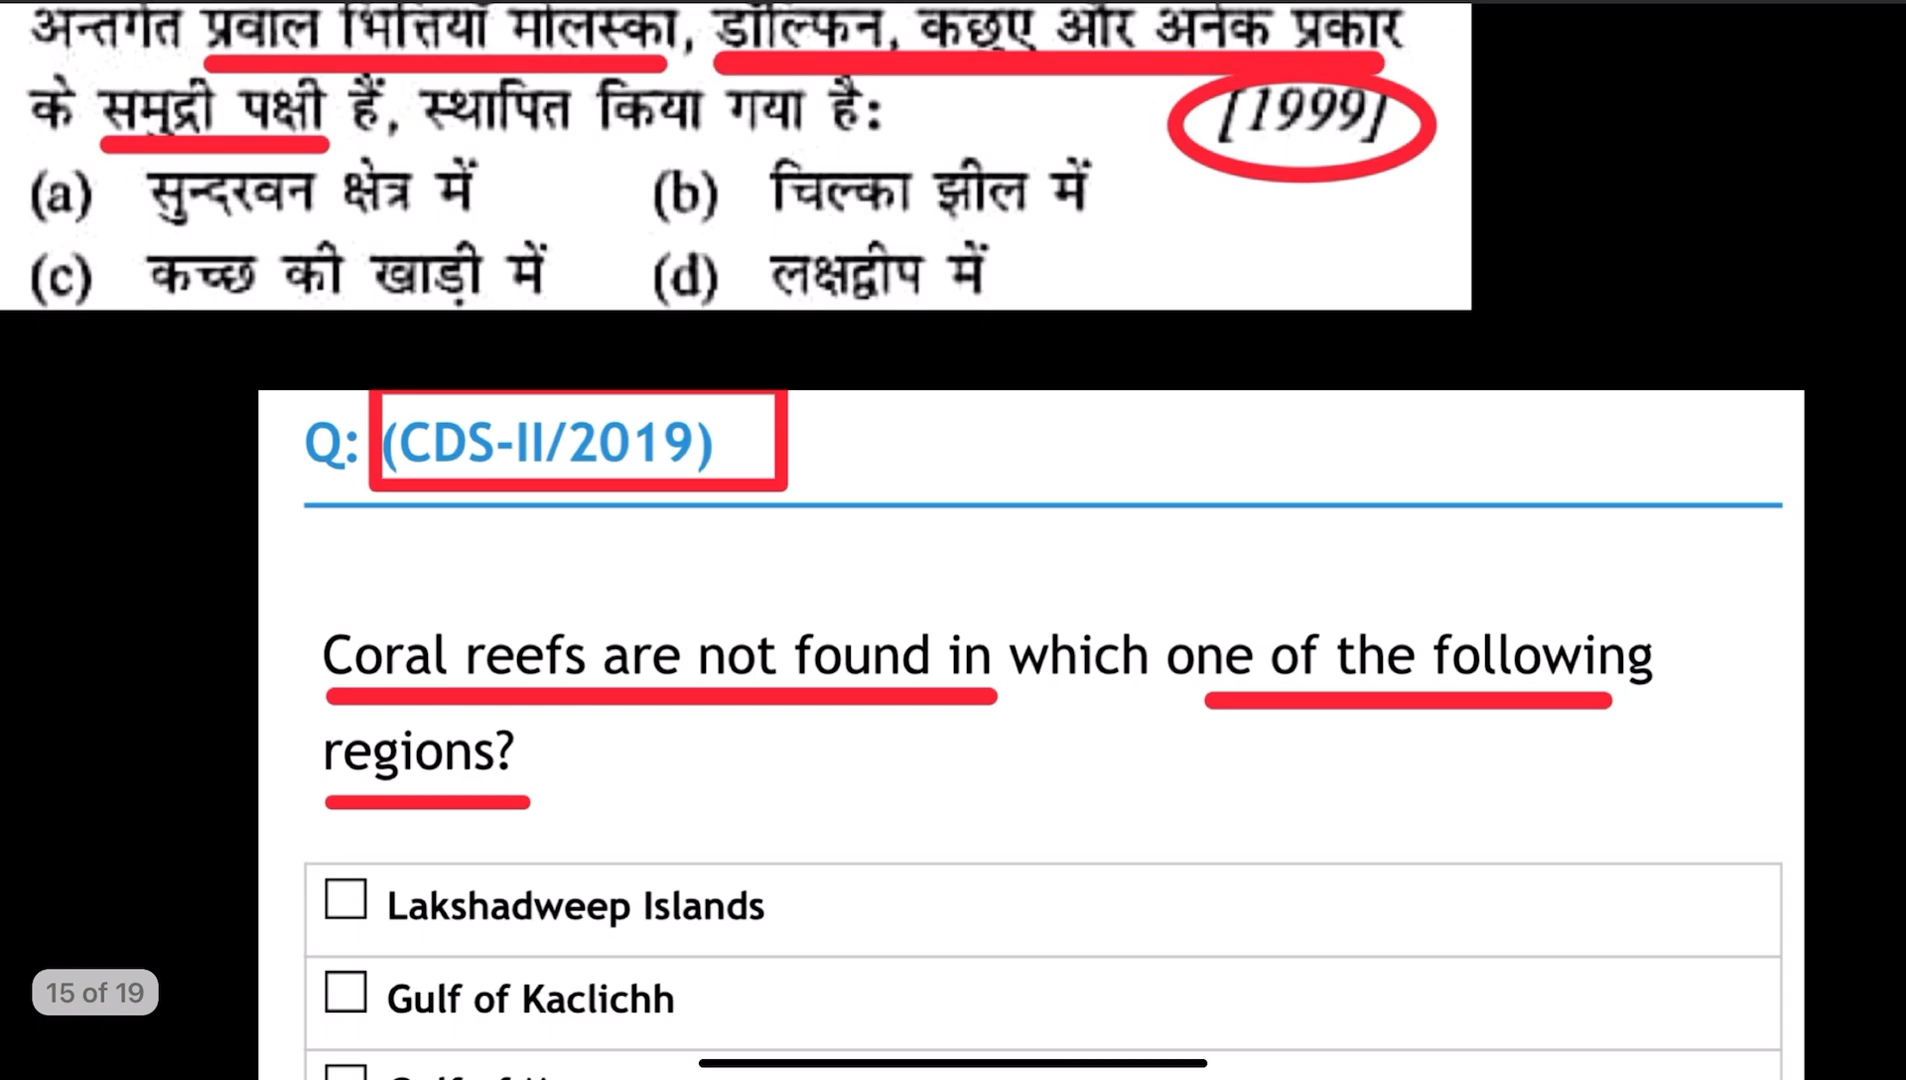 अन्तर्गत प्रवाल भित्तियाँ मोलस्का, डॉल्फिन, कछुए और अनेक प्रकार
के समुद्री पक्षी हैं, स्थापित किया गया है: [1999]
(a) सुन्दरवन क्षेत्र में (b) चिल्का झील में
(c) कच्छ की खाड़ी में (d) लक्षद्वीप में
Q: (CDS-II/2019)
Coral reefs are not found in which one of the following
regions?
Lakshadweep Islands
Gulf of Kaclichh
15 of 19